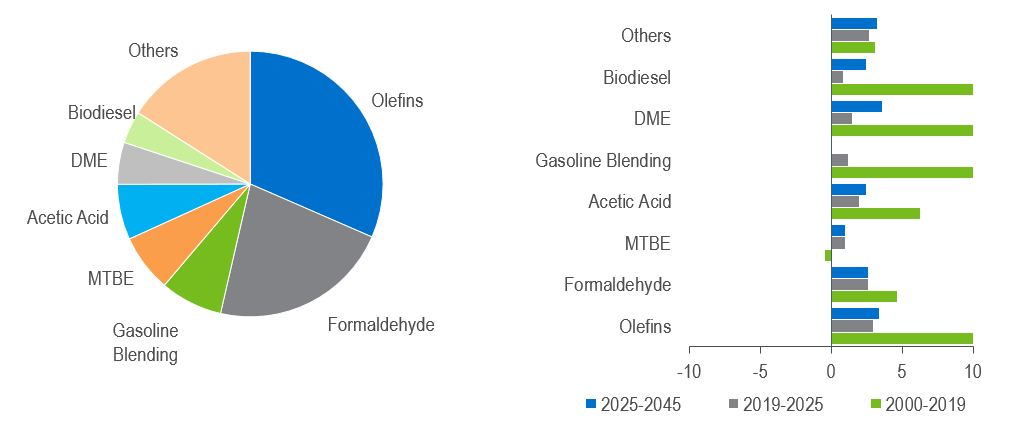 Others
Biodiesel
DME
Acetic Acid
MTBE
Gasoline
Blending
Formaldehyde
Olefins
Others
Biodiesel
DME
Gasoline Blending
Acetic Acid
MTBE
Formaldehyde
Olefins
-10 -5 0 5 10
2025-2045 2019-2025 2000-2019